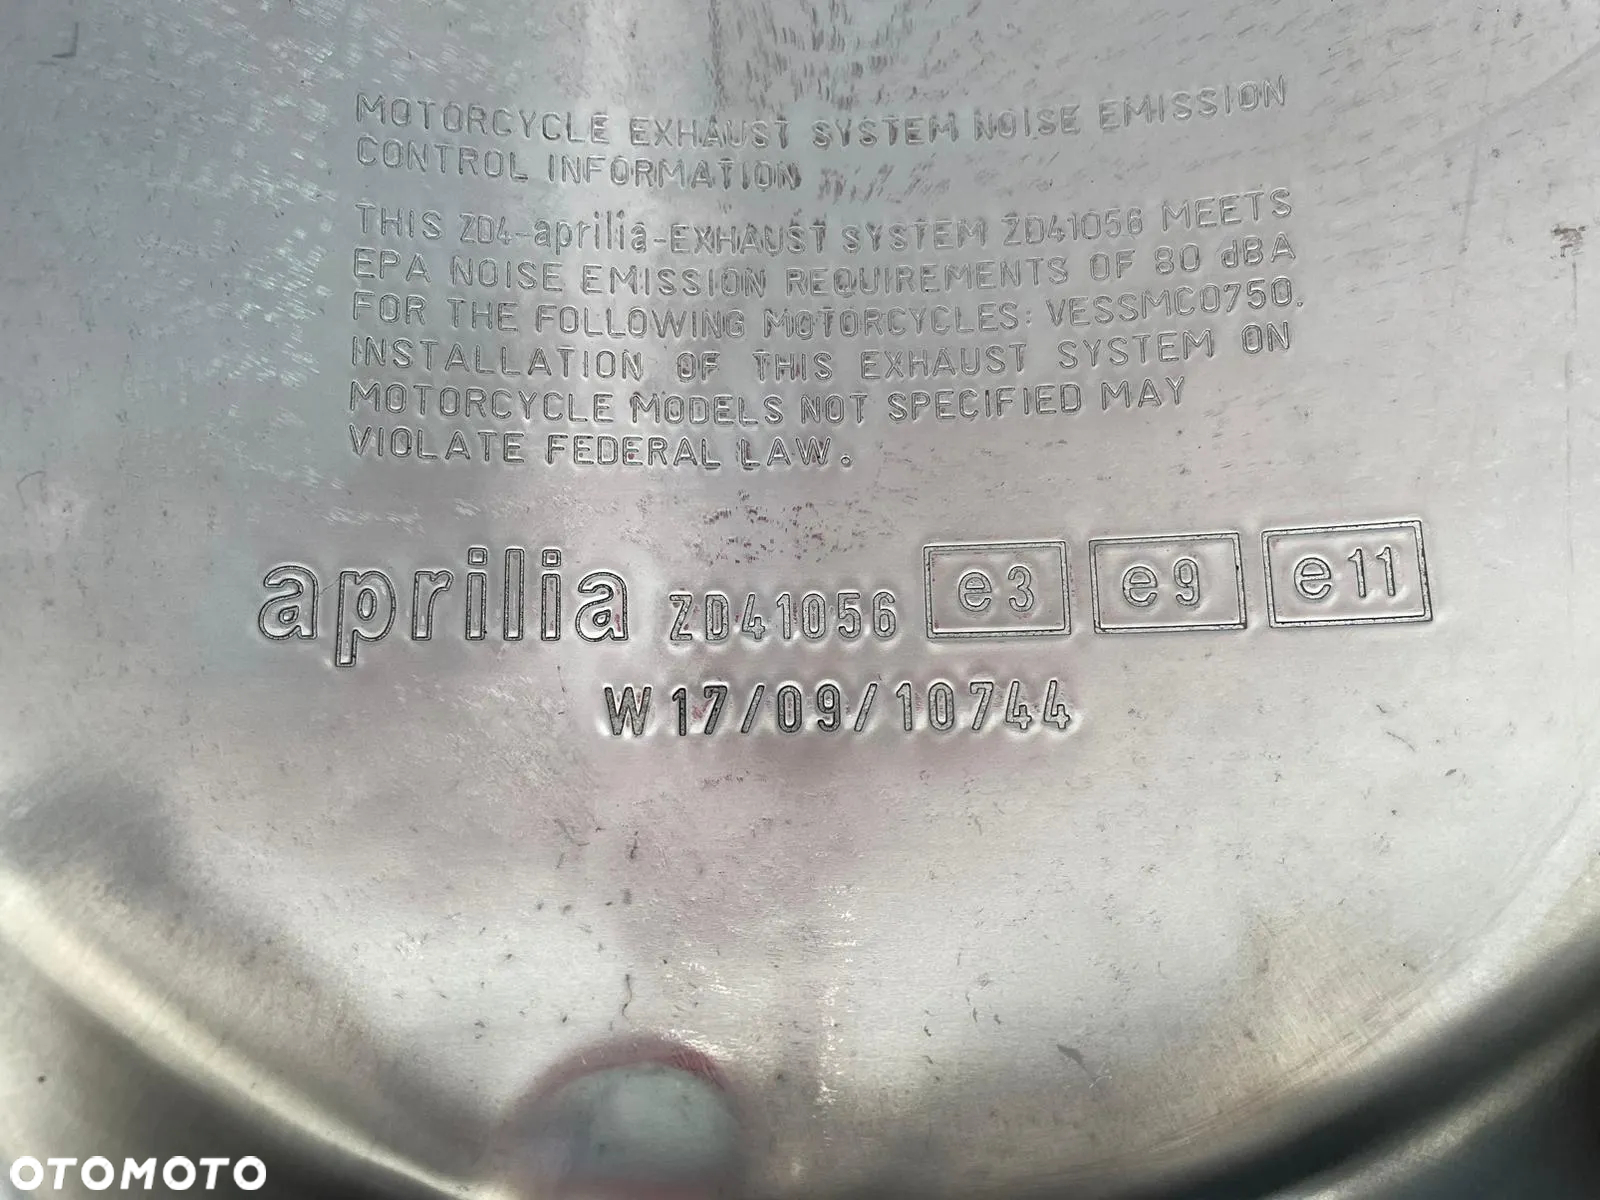 MOTORCYCLE EXHAUST SYSTEM NOISE EMISSION
CONTROL INFORMATION
THIS ZD4-aprilia-EXHAUST SYSTEM ZD41056 MEETS
EPA NOISE EMISSION REQUIREMENTS OF 80 dBA
FOR THE FOLLOWING MOTORCYCLES: VESSMC0750.
INSTALLATION OF THIS EXHAUST SYSTEM ON
MOTORCYCLE MODELS NOT SPECIFIED MAY
VIOLATE FEDERAL LAW.
aprilia ZD41056 e3 e9 e11
W17/09/10744
OTOMOTO